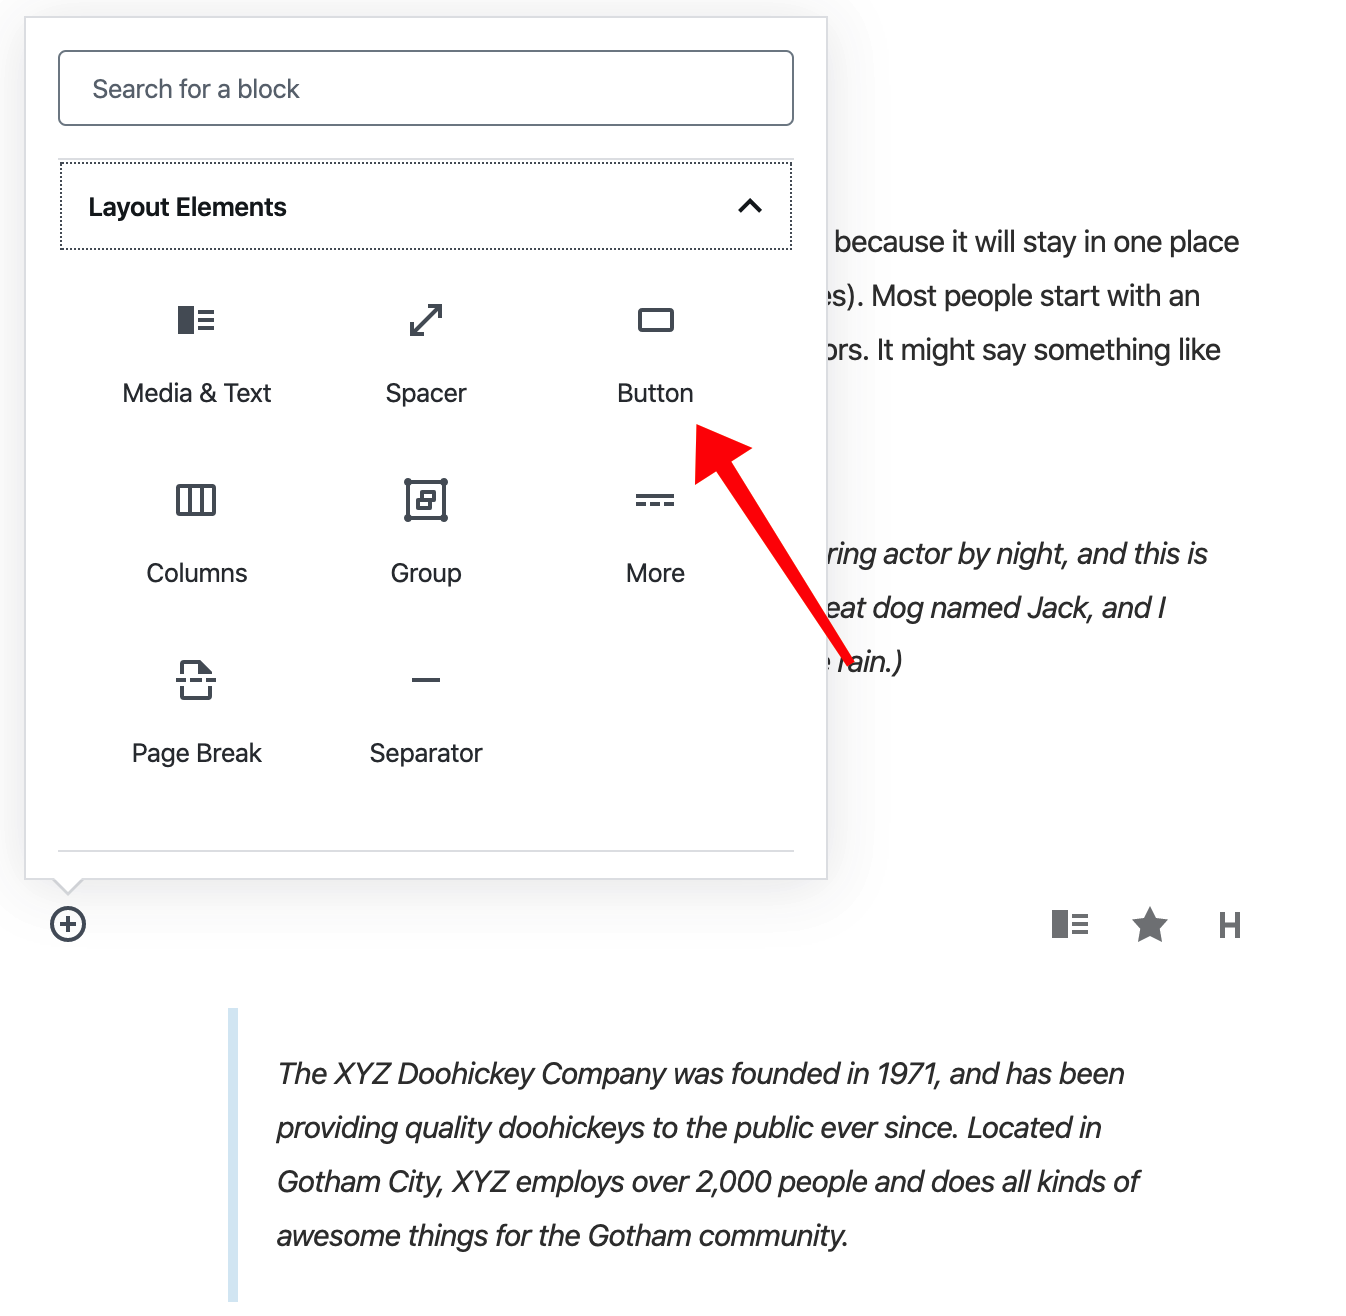 Search for a block
Layout Elements
Media & Text
Spacer
Button
Columns
Group
More
Page Break
Separator
because it will stay in one place
es). Most people start with an
ors. It might say something like
ring actor by night, and this is
eat dog named Jack, and I
rain.)
H
The XYZ Doohickey Company was founded in 1971, and has been
providing quality doohickeys to the public ever since. Located in
Gotham City, XYZ employs over 2,000 people and does all kinds of
awesome things for the Gotham community.